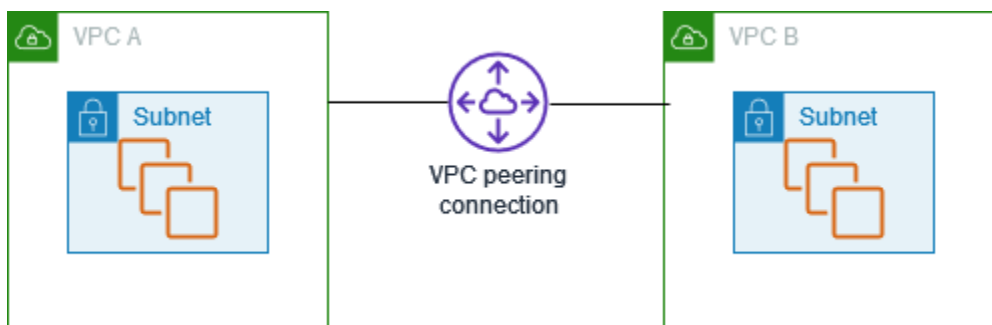 VPC A
VPC B
Subnet
Subnet
VPC peering
connection